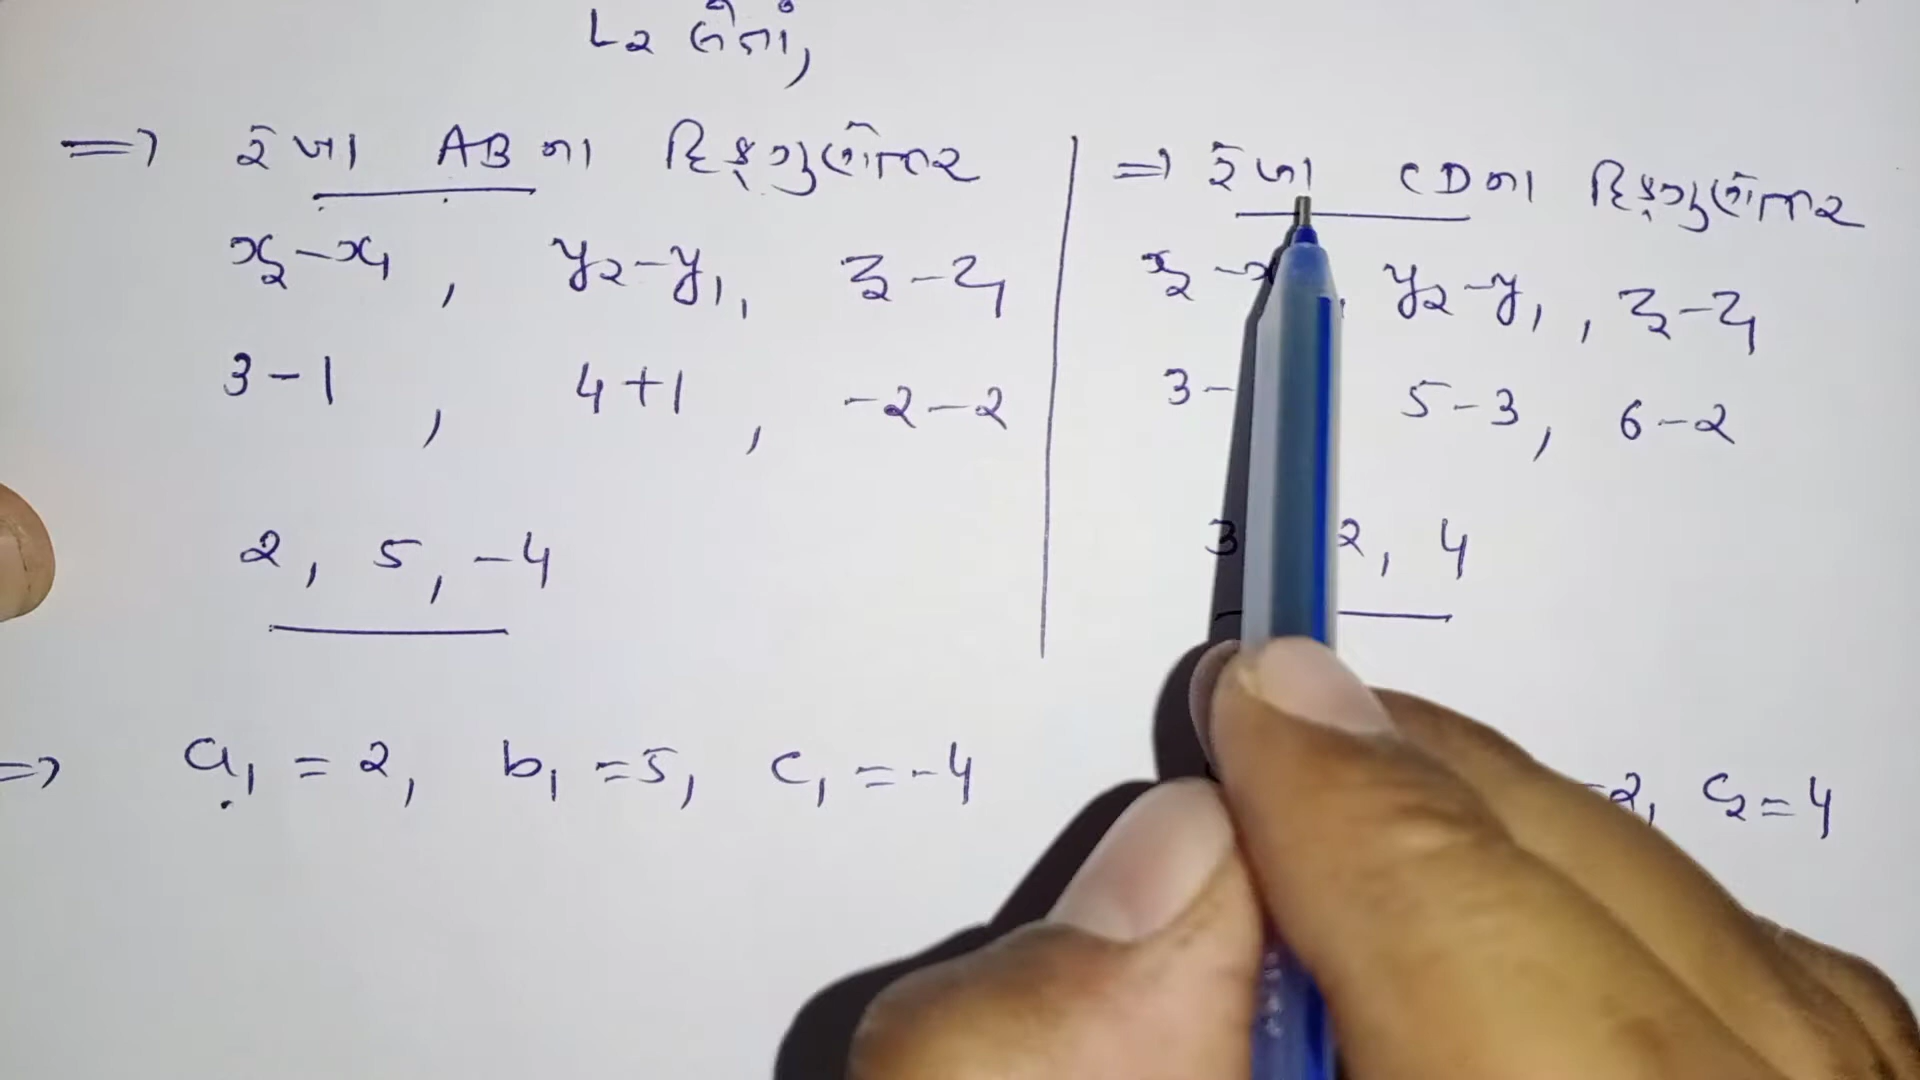 L2 લેતાં,
=> રેખા AB ના દિક્ગુણોત્તર
x2-x1, y2-y1, z2-z1
3-1, 4+1, -2-2
2, 5, -4
=> રેખા CD ના દિક્ગુણોત્તર
x2-x, y2-y1, z2-z1
3- 5-3, 6-2
3 2, 4
=> a1 = 2, b1 = 5, c1 = -4
2, c2 = 4